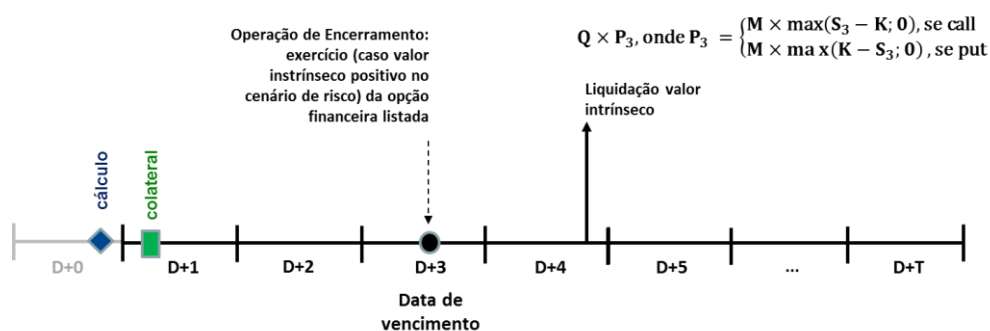 Operação de Encerramento:
exercício (caso valor
instrínseco positivo no
cenário de risco) da opção
financeira listada
Q × P₃, onde P₃ = {M × max(S₃ − K; 0), se call
M × ma x(K − S₃; 0) , se put
Liquidação valor
intrínseco
cálculo
colateral
D+0 D+1 D+2 D+3 D+4 D+5 ... D+T
Data de
vencimento